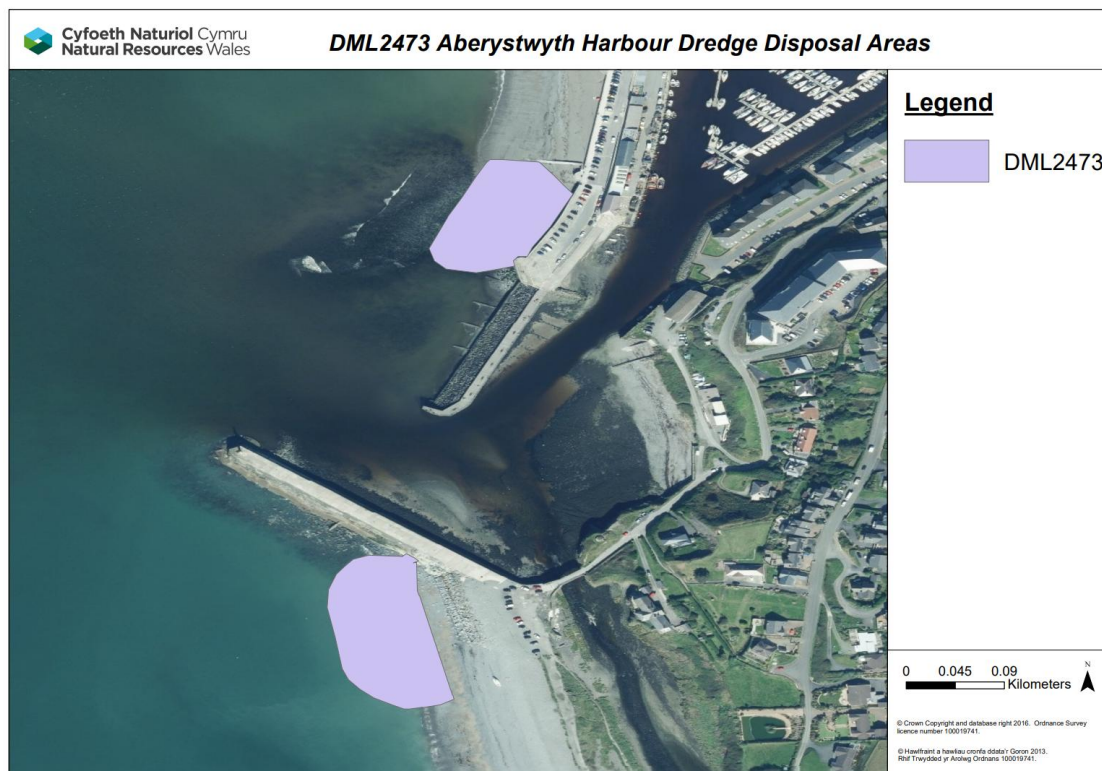 Cyfoeth Naturiol Cymru
Natural Resources Wales
DML2473 Aberystwyth Harbour Dredge Disposal Areas
Legend
DML2473
0 0.045 0.09
Kilometers
N
© Crown Copyright and database right 2016. Ordnance Survey
licence number 100019741.
© Hawlfraint a hawliau cronfa ddata'r Goron 2013.
Rhif Trwydded yr Arolwg Ordnans 100019741.